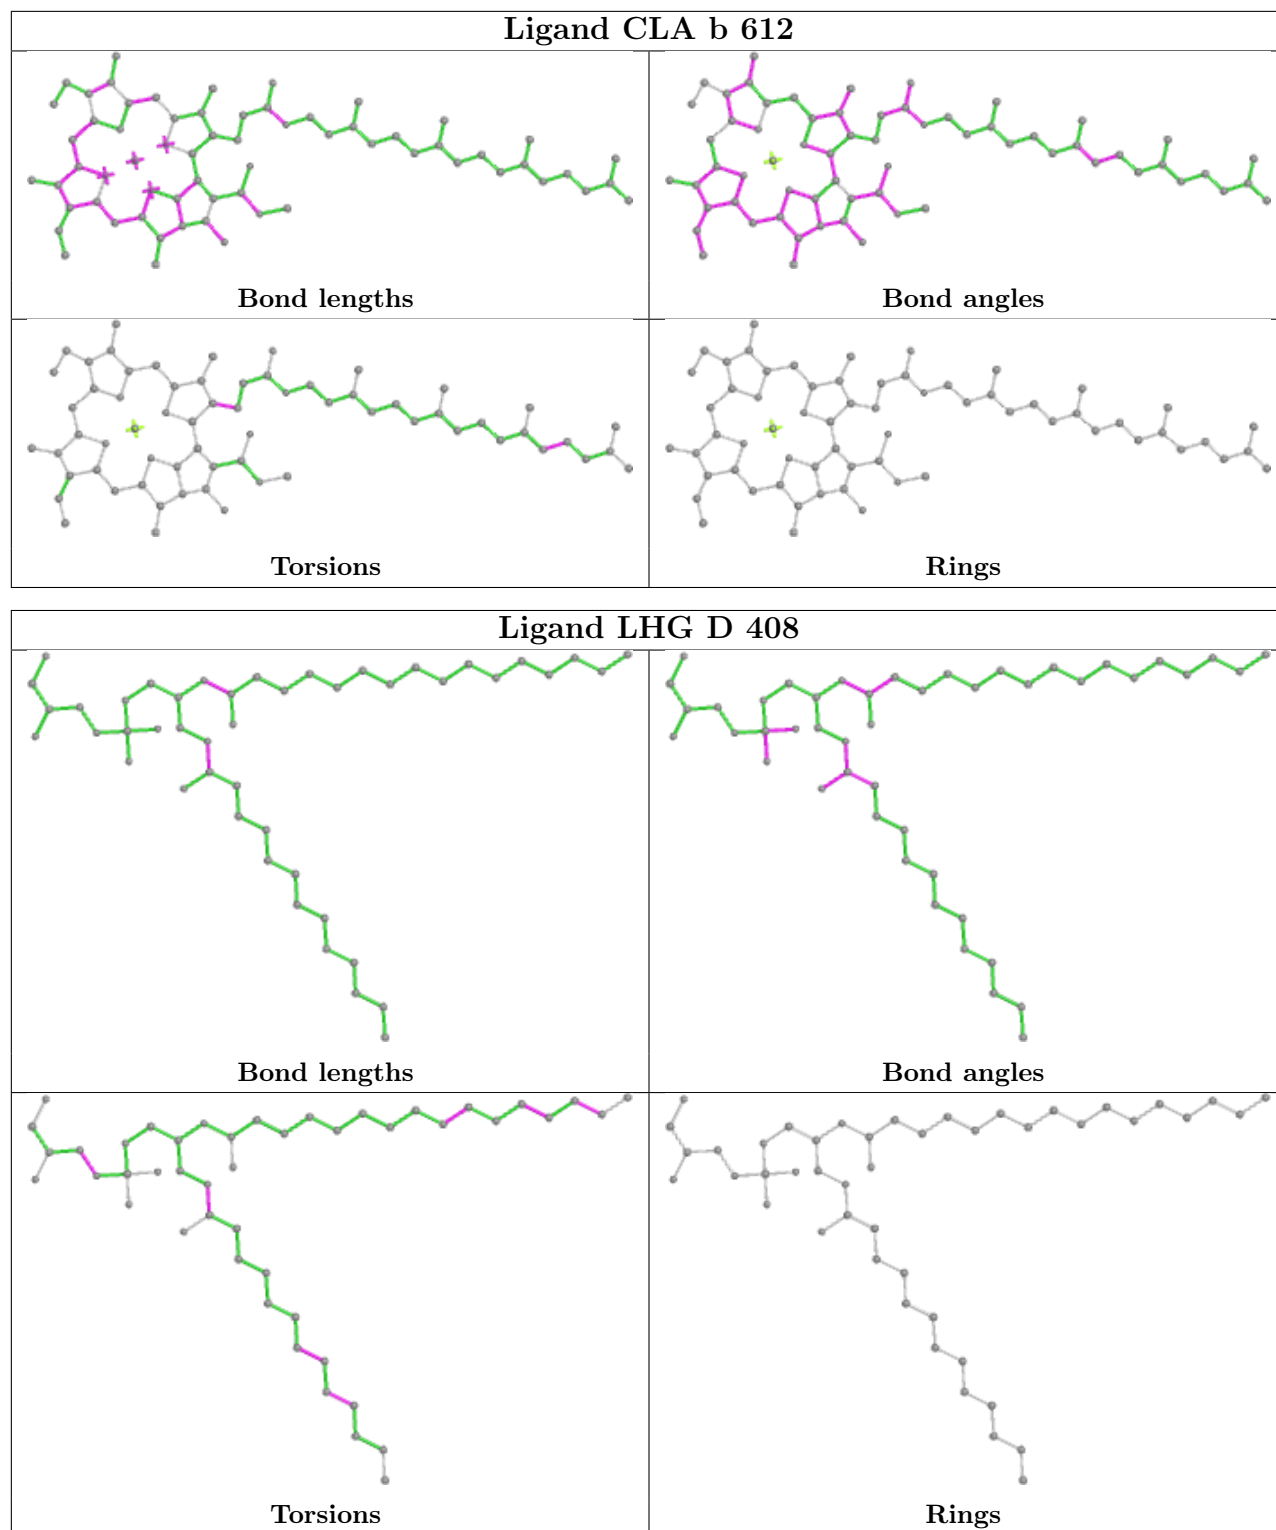 Ligand CLA b 612
Bond lengths
Bond angles
Torsions
Rings
Ligand LHG D 408
Bond lengths
Bond angles
Torsions
Rings